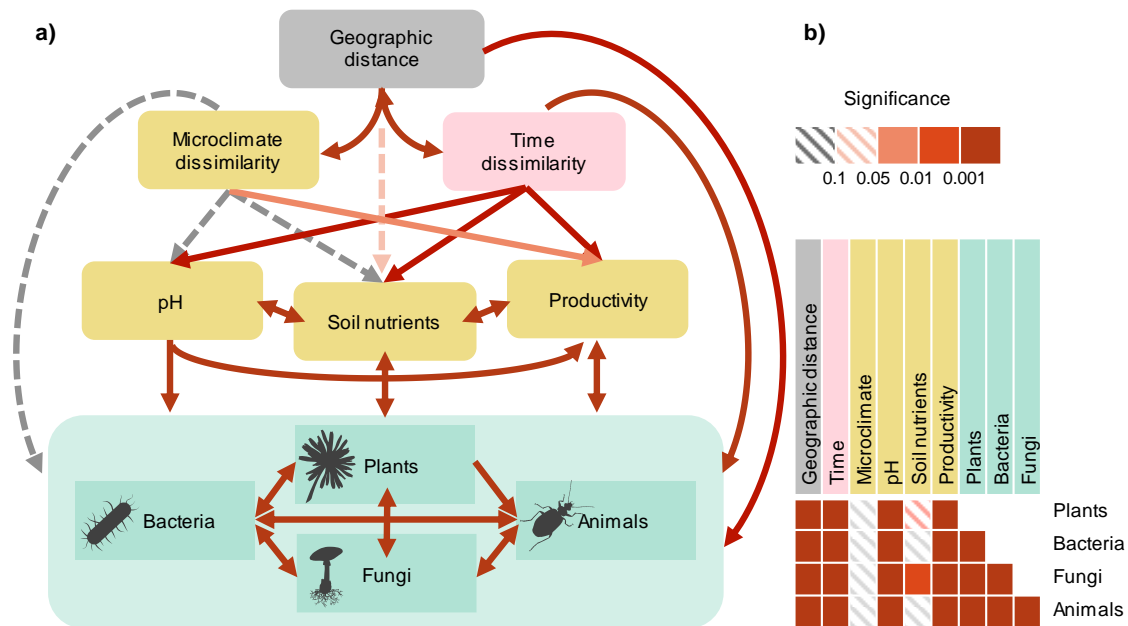 a)
Geographic
distance
Microclimate
dissimilarity
Time
dissimilarity
pH
Soil nutrients
Productivity
Plants
Bacteria
Animals
Fungi
b)
Significance
0.1 0.05 0.01 0.001
Geographic distance
Time
Microclimate
pH
Soil nutrients
Productivity
Plants
Bacteria
Fungi
Plants
Bacteria
Fungi
Animals